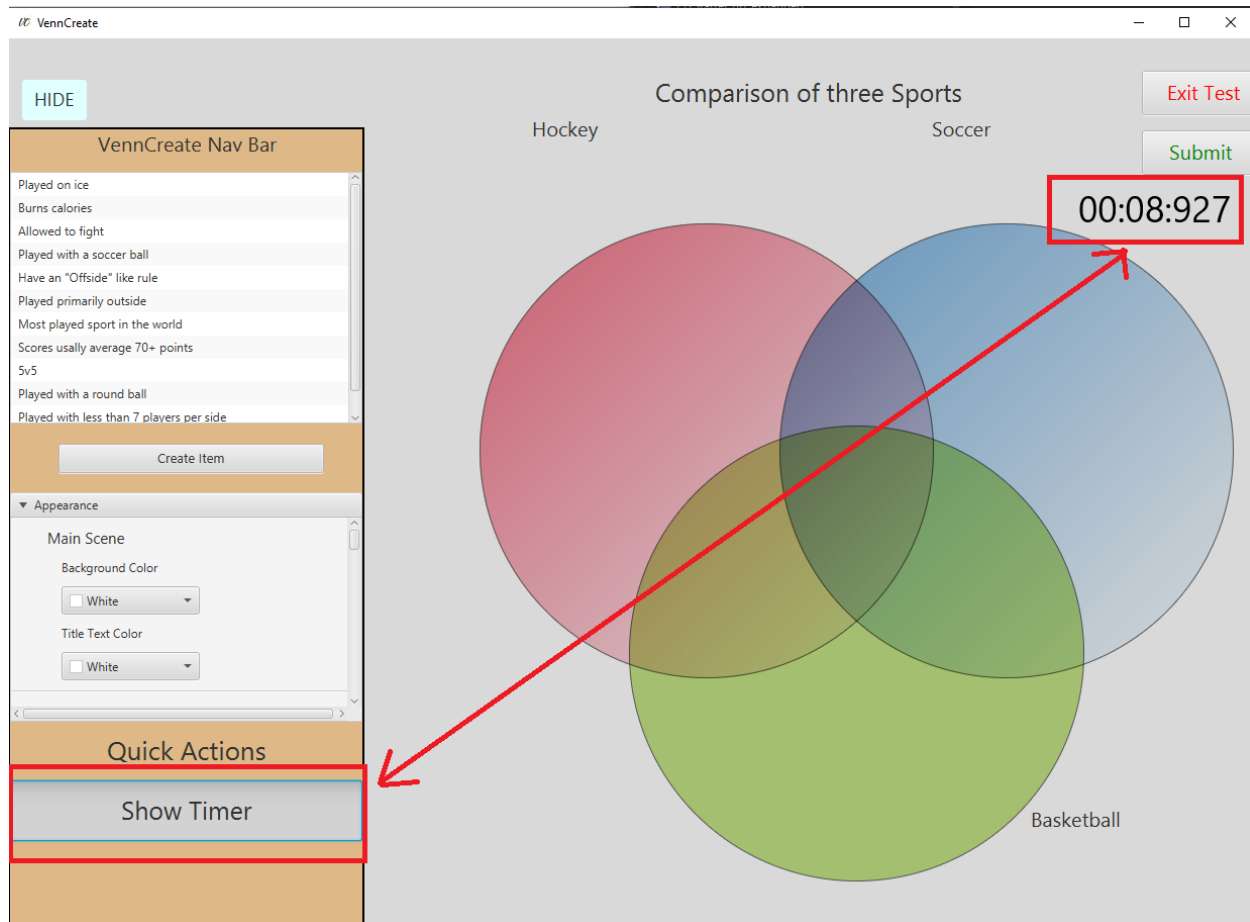 VC VennCreate
HIDE
Comparison of three Sports
Exit Test
Hockey
Soccer
Submit
00:08:927
VennCreate Nav Bar
Played on ice
Burns calories
Allowed to fight
Played with a soccer ball
Have an "Offside" like rule
Played primarily outside
Most played sport in the world
Scores usally average 70+ points
5v5
Played with a round ball
Played with less than 7 players per side
Create Item
Appearance
Main Scene
Background Color
White
Title Text Color
White
Quick Actions
Show Timer
Basketball